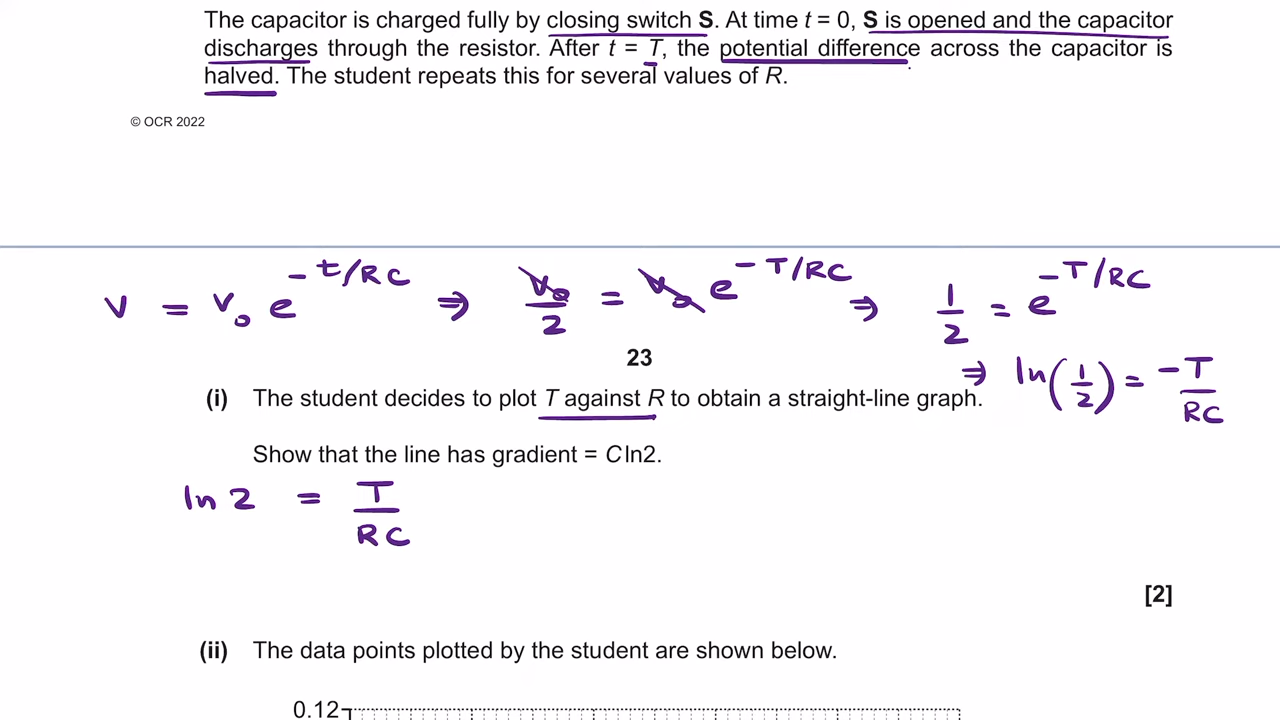 The capacitor is charged fully by closing switch S. At time t = 0, S is opened and the capacitor
discharges through the resistor. After t = T, the potential difference across the capacitor is
halved. The student repeats this for several values of R.
© OCR 2022
V = V₀ e^(-t/RC) ⇒ V₀/2 = V₀ e^(-T/RC) ⇒ 1/2 = e^(-T/RC)
23
⇒ ln(1/2) = -T/RC
(i) The student decides to plot T against R to obtain a straight-line graph.
Show that the line has gradient = C ln2.
ln 2 = T/RC
[2]
(ii) The data points plotted by the student are shown below.
0.12